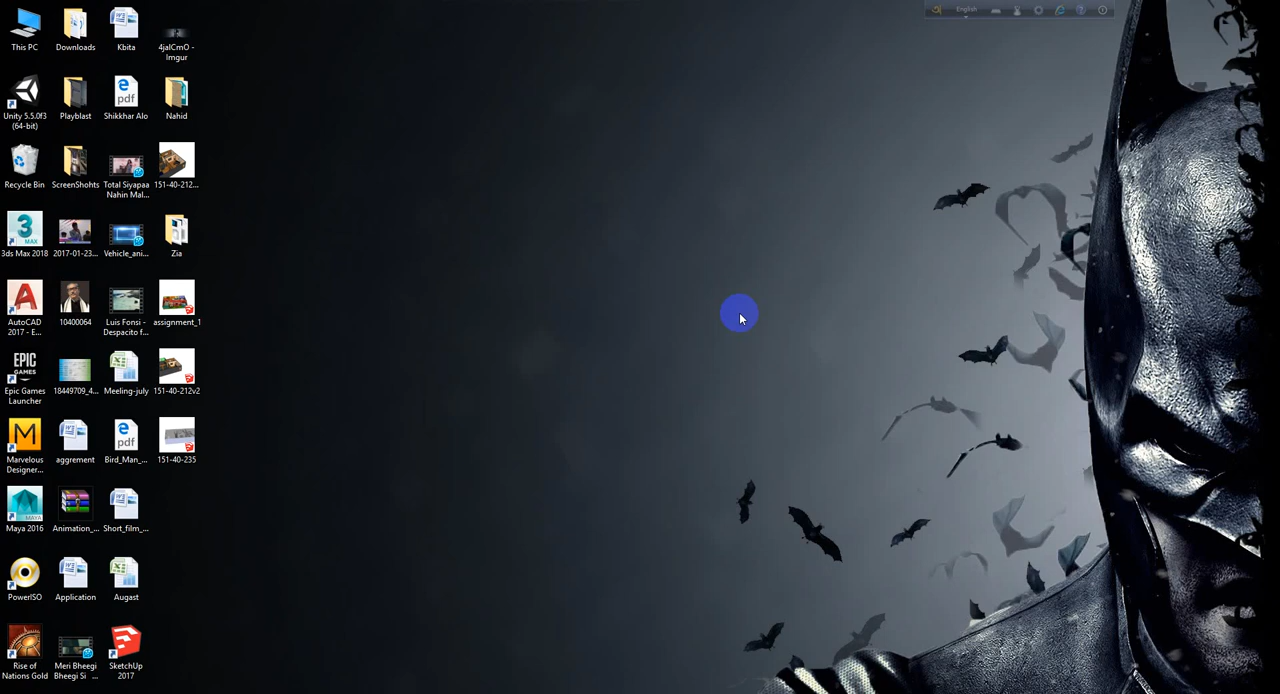 English
This PC
Downloads
Kbita
4jalCmO -
Imgur
Unity 5.5.0f3
(64-bit)
Playblast
Shikkhar Alo
Nahid
Recycle Bin
ScreenShohts
Total Siyapaa
Nahin Mal...
151-40-212...
3ds Max 2018
2017-01-23...
Vehicle_ani...
Zia
AutoCAD
2017 - E...
10400064
Luis Fonsi -
Despacito f...
assignment_1
Epic Games
Launcher
18449709_4...
Meeling-july
151-40-212v2
Marvelous
Designer...
aggrement
Bird_Man_...
151-40-235
Maya 2016
Animation_...
Short_film_...
PowerISO
Application
Augast
Rise of
Nations Gold
Meri Bheegi
Bheegi Si _...
SketchUp
2017